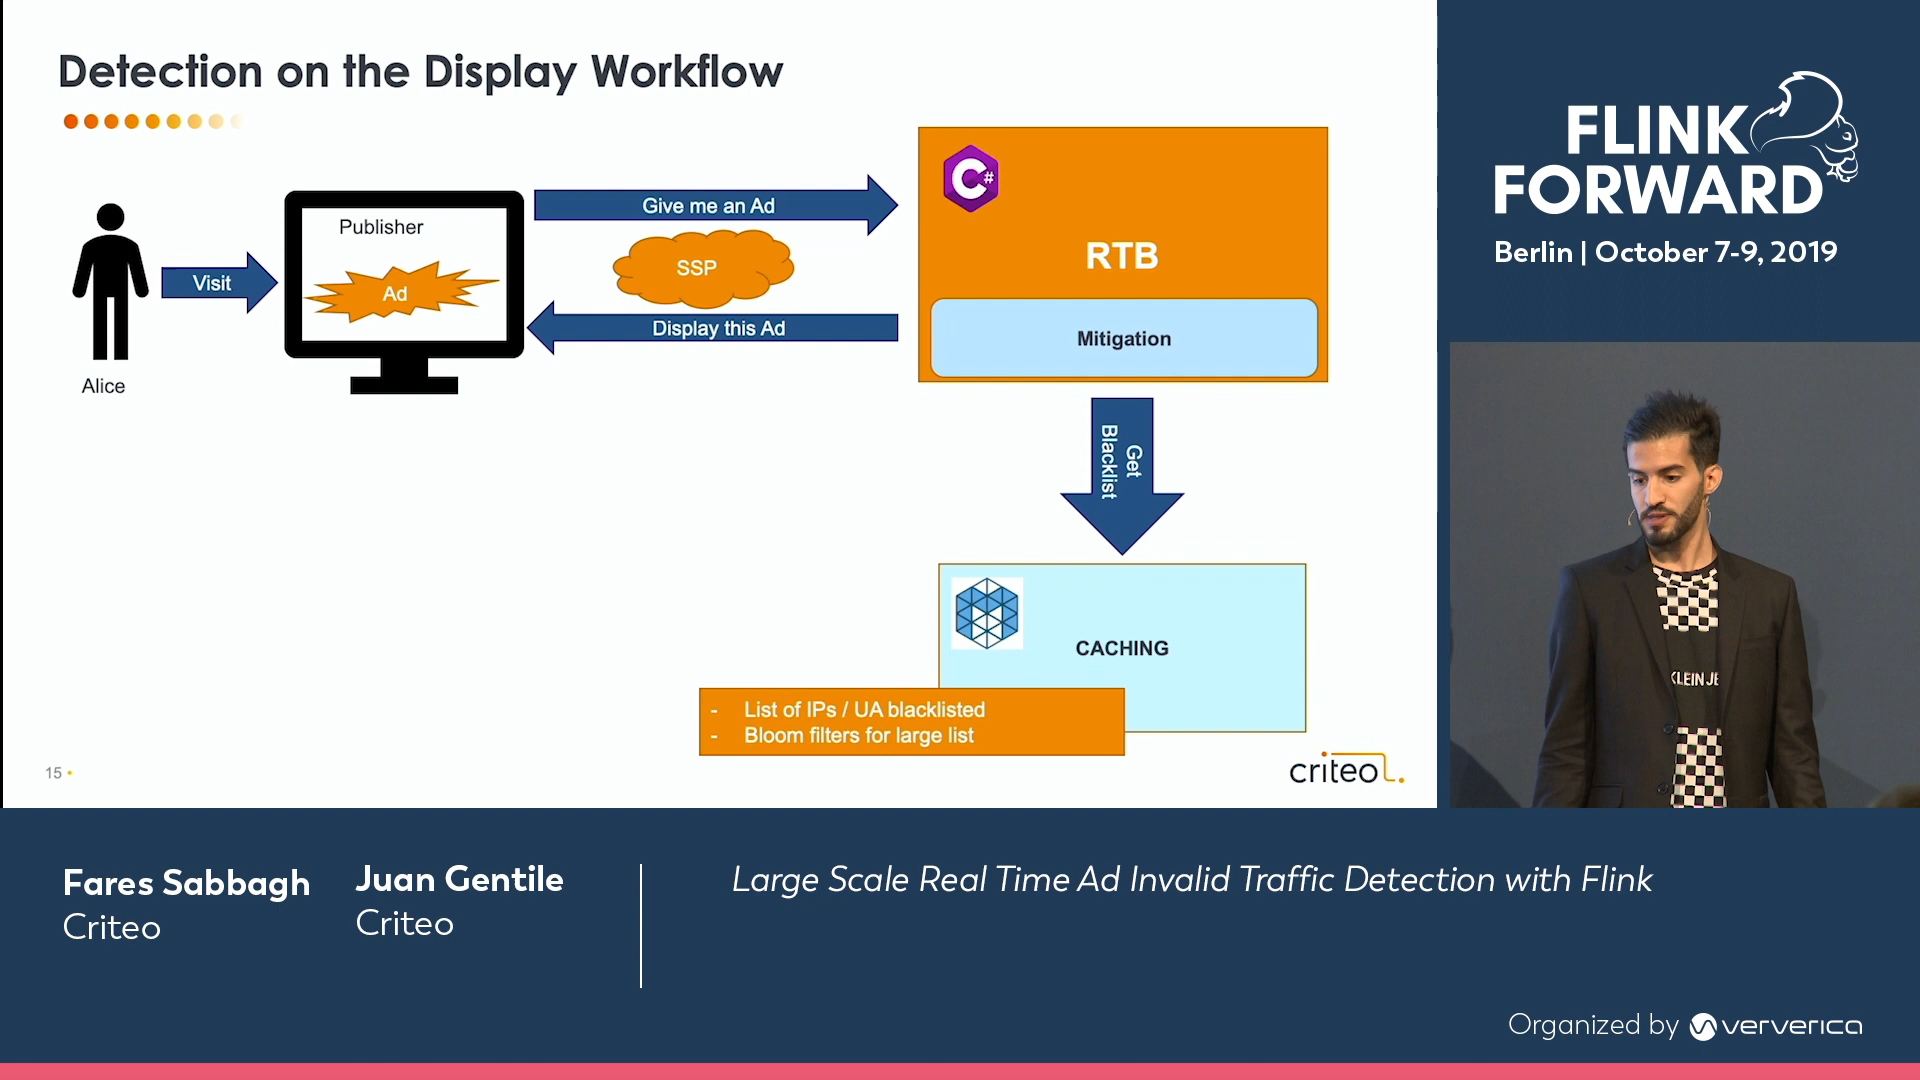 Detection on the Display Workflow
Alice
Visit
Publisher
Ad
Give me an Ad
SSP
Display this Ad
C#
RTB
Mitigation
Get
Blacklist
CACHING
- List of IPs / UA blacklisted
- Bloom filters for large list
15
criteo
FLINK
FORWARD
Berlin | October 7-9, 2019
KLEIN JE
Fares Sabbagh
Criteo
Juan Gentile
Criteo
Large Scale Real Time Ad Invalid Traffic Detection with Flink
Organized by ververica